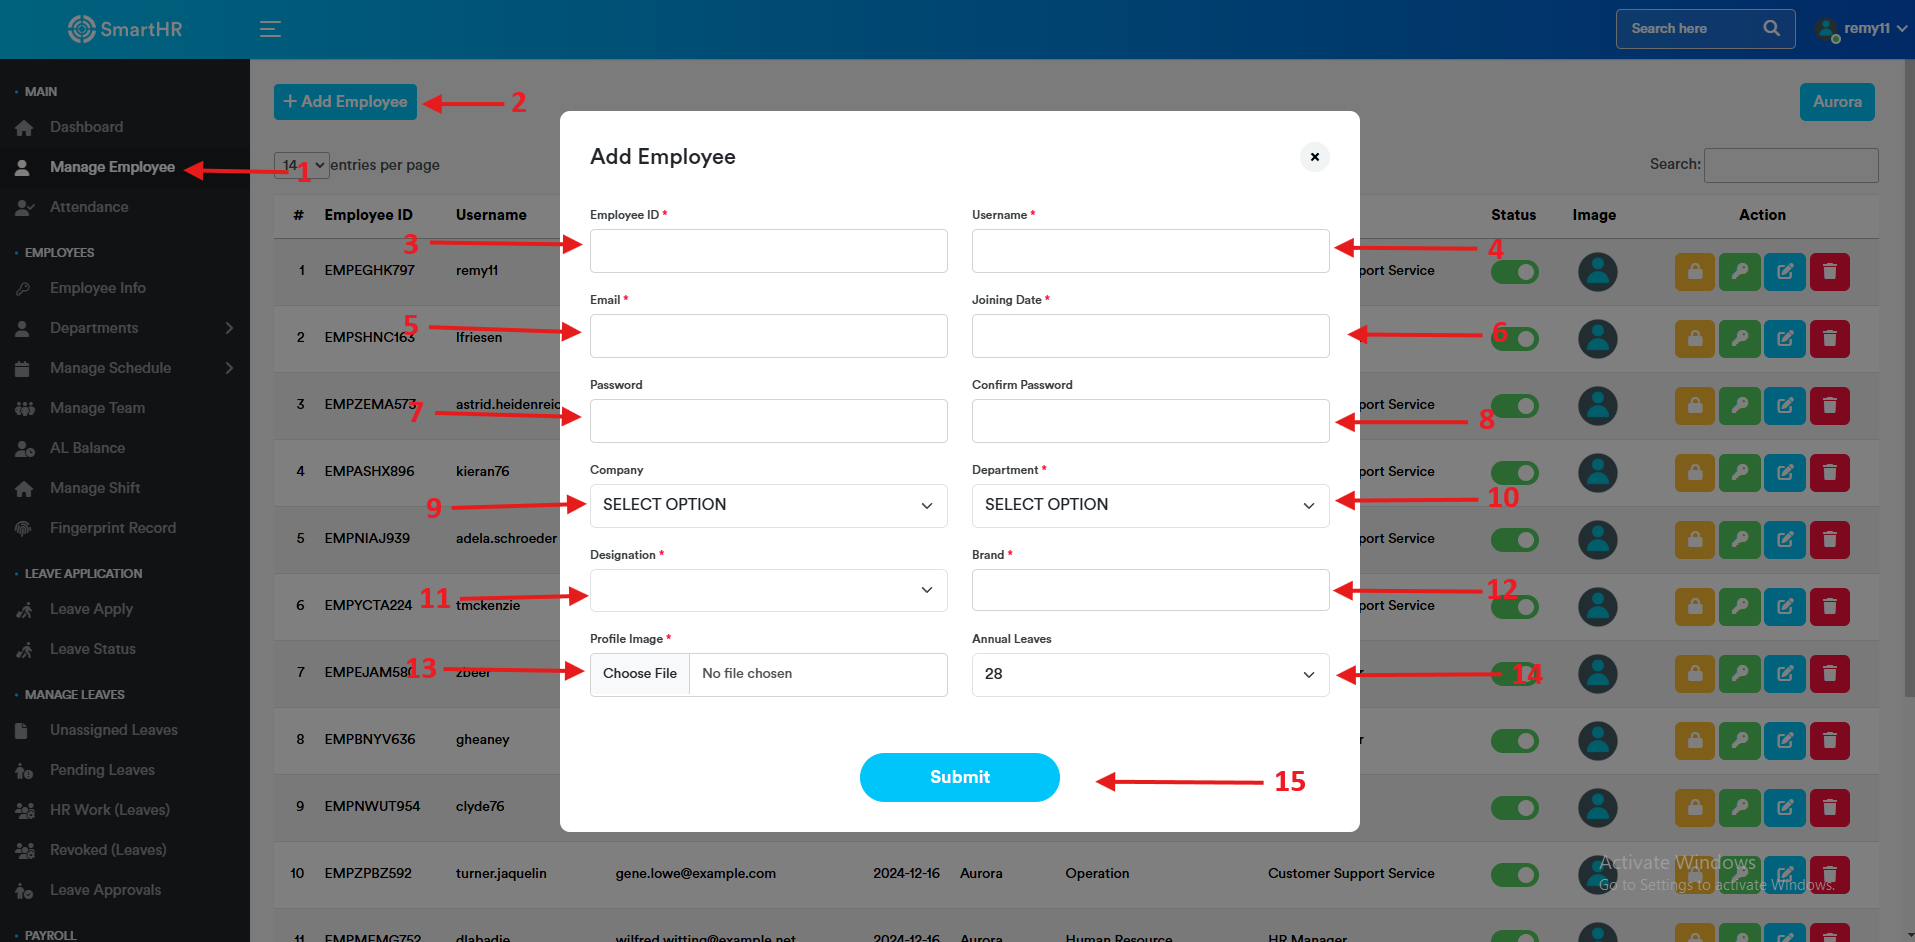 SmartHR
Search here
remy11
MAIN
Dashboard
Manage Employee
Attendance
EMPLOYEES
Employee Info
Departments
Manage Schedule
Manage Team
AL Balance
Manage Shift
Fingerprint Record
LEAVE APPLICATION
Leave Apply
Leave Status
MANAGE LEAVES
Unassigned Leaves
Pending Leaves
HR Work (Leaves)
Revoked (Leaves)
Leave Approvals
PAYROLL
1
+ Add Employee
2
Aurora
14 entries per page
Search:
# Employee ID Username Status Image Action
1 EMPEGHK797 remy11 port Service
2 EMPSHNC163 lfriesen
3 EMPZEMA573 astrid.heidenreic port Service
4 EMPASHX896 kieran76 port Service
5 EMPNIAJ939 adela.schroeder port Service
6 EMPYCTA224 tmckenzie port Service
7 EMPEJAM580 zbeer r
8 EMPBNYV636 gheaney r
9 EMPNWUT954 clyde76
10 EMPZPBZ592 turner.jaquelin gene.lowe@example.com 2024-12-16 Aurora Operation Customer Support Service
11 EMPMEMG752 dlabadie wilfred.witting@example.net 2024-12-16 Aurora Human Resource HR Manager
Add Employee
×
Employee ID * Username *
3 4
Email * Joining Date *
5 6
Password Confirm Password
7 8
Company Department *
9 SELECT OPTION SELECT OPTION 10
Designation * Brand *
11 12
Profile Image * Annual Leaves
13 Choose File No file chosen 28 14
Submit 15
Activate Windows
Go to Settings to activate Windows.